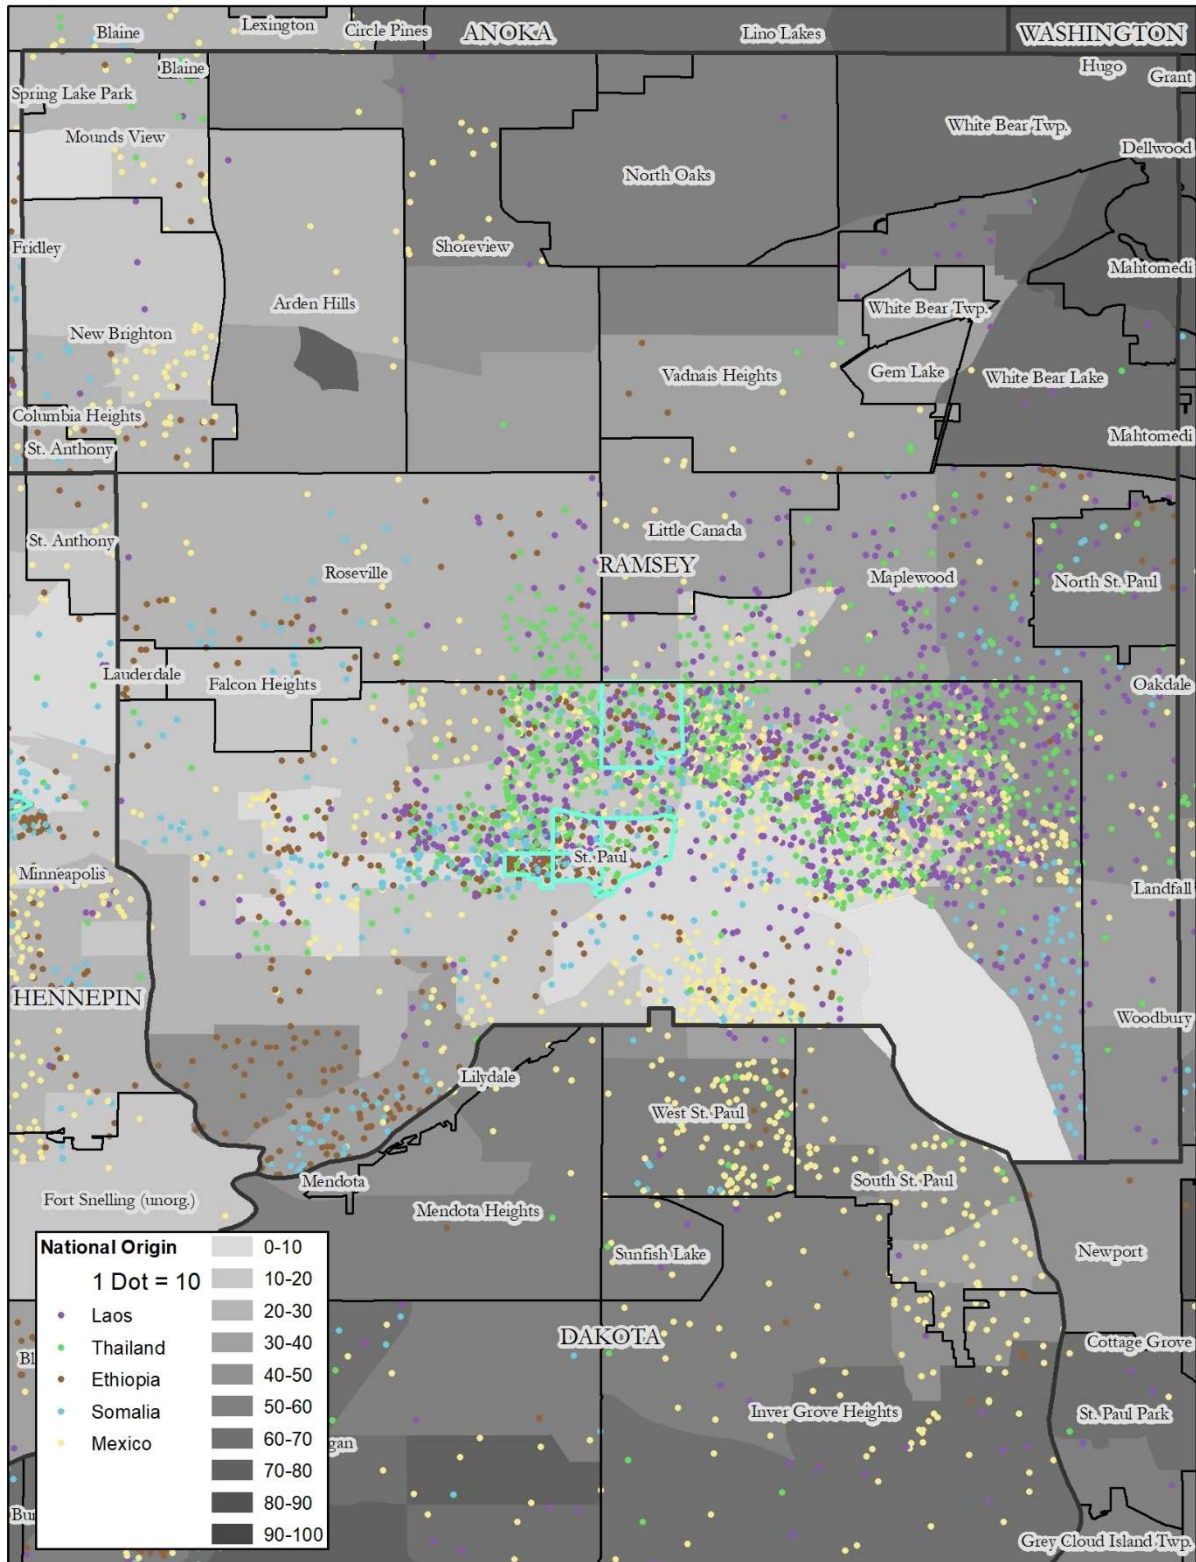 Blaine
Lexington
Circle Pines
ANOKA
Lino Lakes
WASHINGTON
Blaine
Hugo
Grant
Spring Lake Park
Mounds View
White Bear Twp.
Dellwood
North Oaks
Fridley
Shoreview
Mahtomedi
Arden Hills
White Bear Twp.
New Brighton
Vadnais Heights
Gem Lake
White Bear Lake
Columbia Heights
St. Anthony
Mahtomedi
St. Anthony
Little Canada
Roseville
RAMSEY
Maplewood
North St. Paul
Lauderdale
Falcon Heights
Oakdale
St. Paul
Minneapolis
Landfall
HENNEPIN
Woodbury
Lilydale
West St. Paul
Mendota
South St. Paul
Fort Snelling (unorg.)
Mendota Heights
Sunfish Lake
Newport
National Origin
1 Dot = 10
Laos
Thailand
Ethiopia
Somalia
Mexico
0-10
10-20
20-30
30-40
40-50
50-60
60-70
70-80
80-90
90-100
DAKOTA
Cottage Grove
Inver Grove Heights
St. Paul Park
Grey Cloud Island Twp.